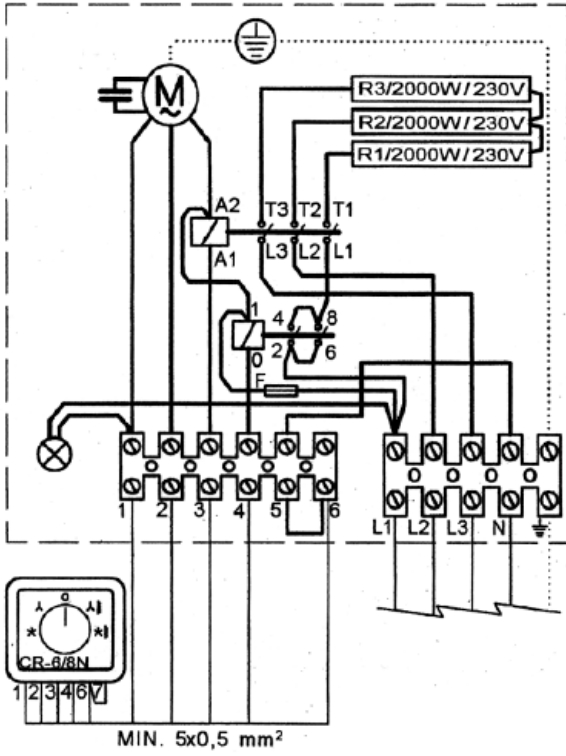 M
~
R3/2000W/230V
R2/2000W/230V
R1/2000W/230V
A2
T3 T2 T1
A1
L3 L2 L1
1
4 8
0
2 6
F
1 2 3 4 5 6
L1 L2 L3 N
0
CR-6/8N
1 2 3 4 6 7
MIN. 5x0,5 mm²